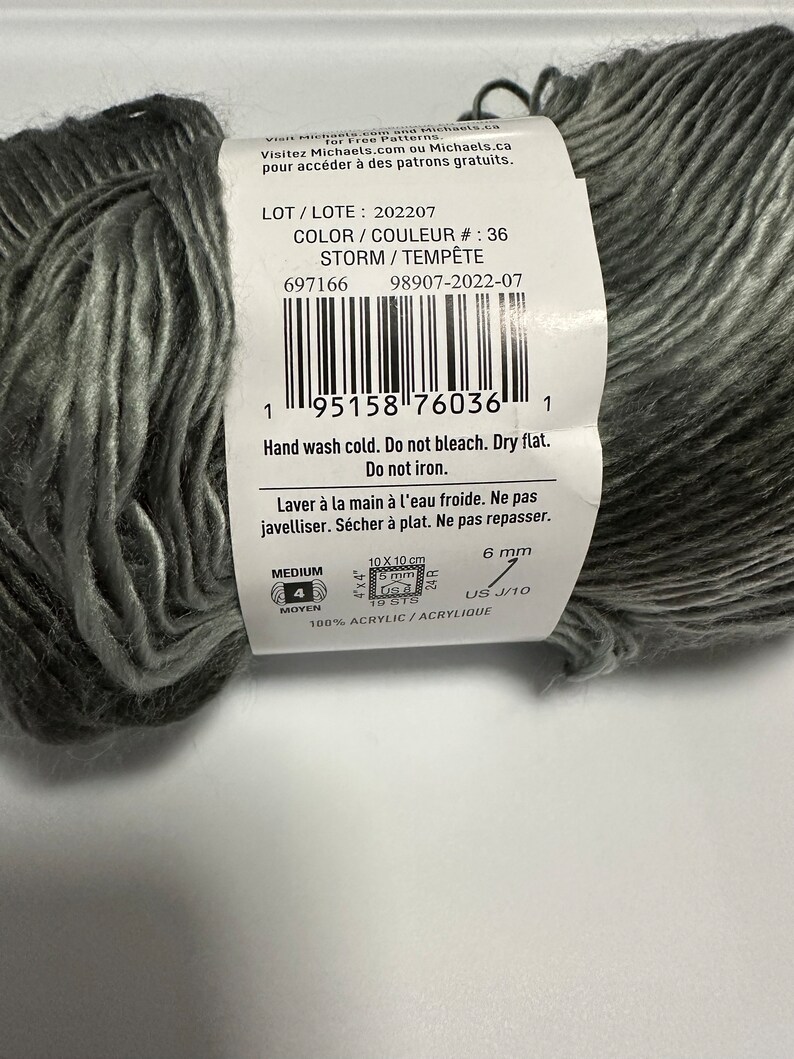 Visit Michaels.com and Michaels.ca
for Free Patterns.
Visitez Michaels.com ou Michaels.ca
pour accéder à des patrons gratuits.
LOT / LOTE : 202207
COLOR / COULEUR # : 36
STORM / TEMPÊTE
697166 98907-2022-07
1 95158 76036 1
Hand wash cold. Do not bleach. Dry flat.
Do not iron.
Laver à la main à l'eau froide. Ne pas
javelliser. Sécher à plat. Ne pas repasser.
MEDIUM
4
MOYEN
10 X 10 cm
4" X 4"
5 mm
US 8
24 R
19 STS
6 mm
US J/10
100% ACRYLIC / ACRYLIQUE